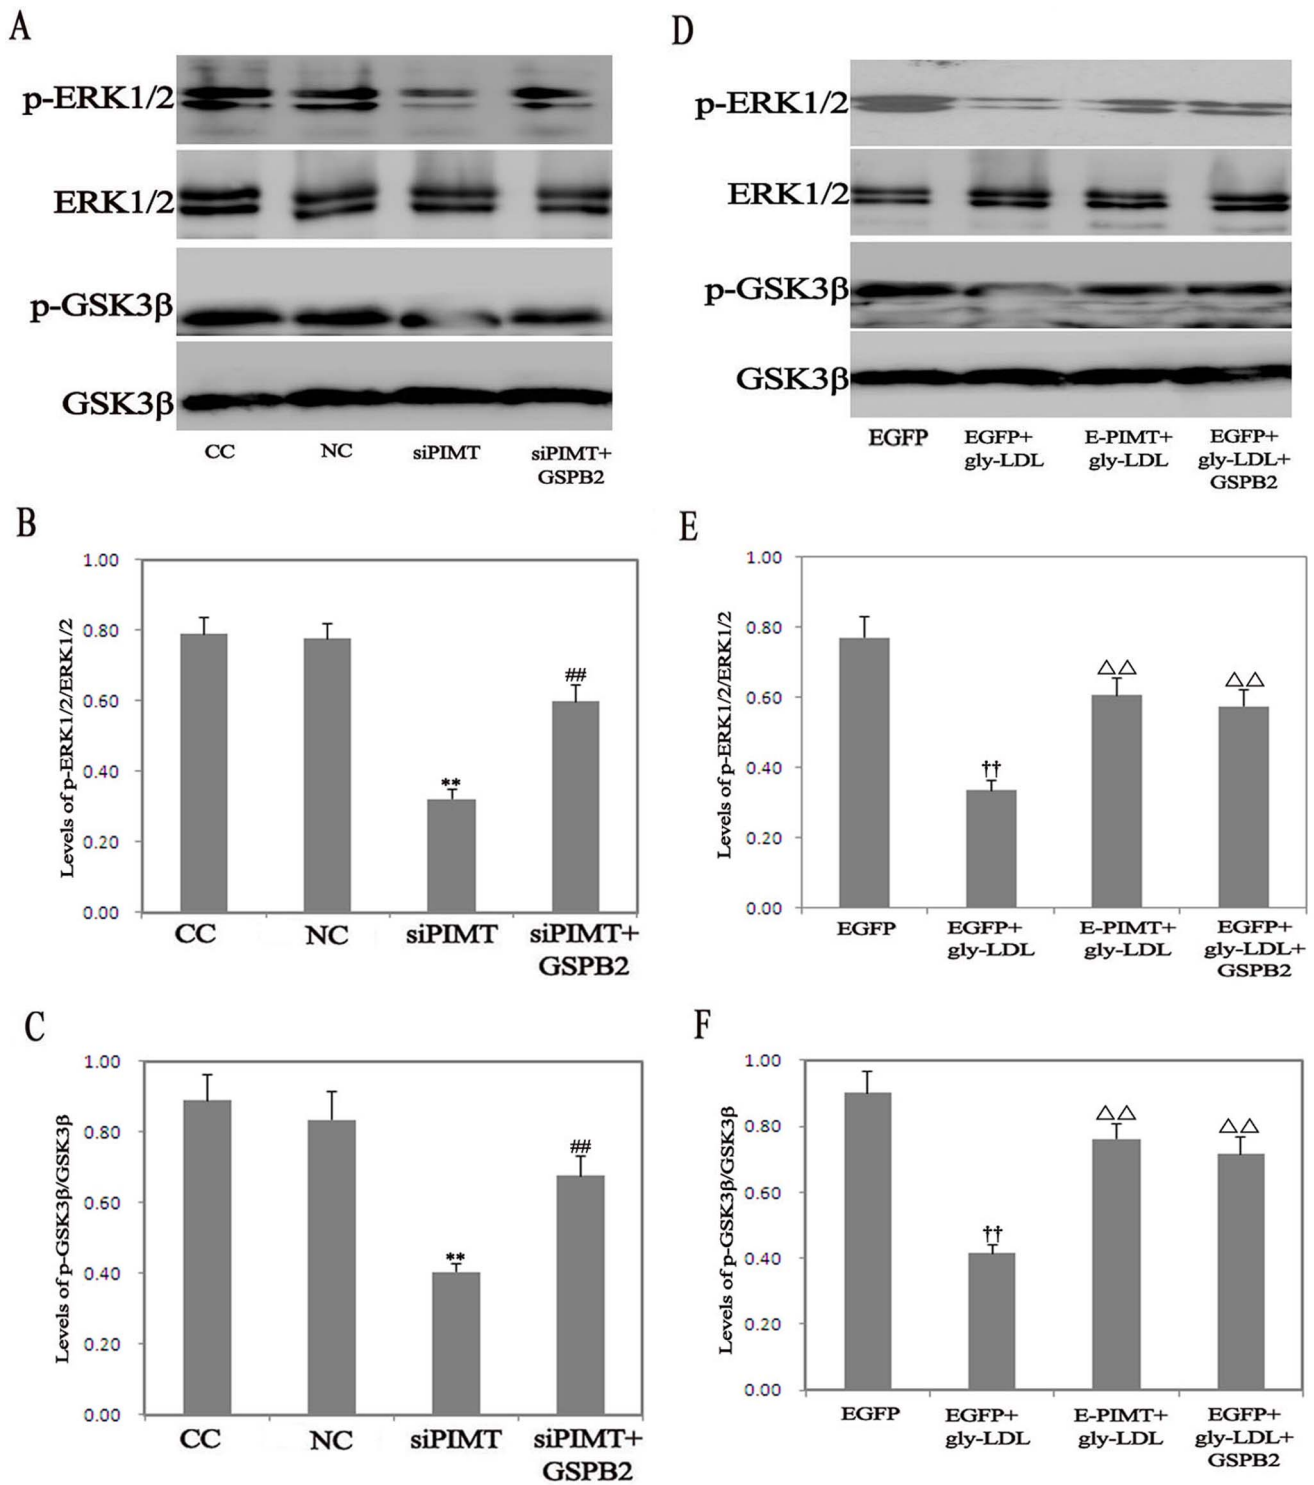 A
p-ERK1/2
ERK1/2
p-GSK3β
GSK3β
CC NC siPIMT siPIMT+
GSPB2
D
p-ERK1/2
ERK1/2
p-GSK3β
GSK3β
EGFP EGFP+ E-PIMT+ EGFP+
gly-LDL gly-LDL gly-LDL+
GSPB2
B
Levels of p-ERK1/2/ERK1/2
1.00
0.80
0.60
0.40
0.20
0.00
**
##
CC NC siPIMT siPIMT+
GSPB2
E
Levels of p-ERK1/2/ERK1/2
1.00
0.80
0.60
0.40
0.20
0.00
††
△△
△△
EGFP EGFP+ E-PIMT+ EGFP+
gly-LDL gly-LDL gly-LDL+
GSPB2
C
Levels of p-GSK3β/GSK3β
1.00
0.80
0.60
0.40
0.20
0.00
**
##
CC NC siPIMT siPIMT+
GSPB2
F
Levels of p-GSK3β/GSK3β
1.00
0.80
0.60
0.40
0.20
0.00
††
△△
△△
EGFP EGFP+ E-PIMT+ EGFP+
gly-LDL gly-LDL gly-LDL+
GSPB2